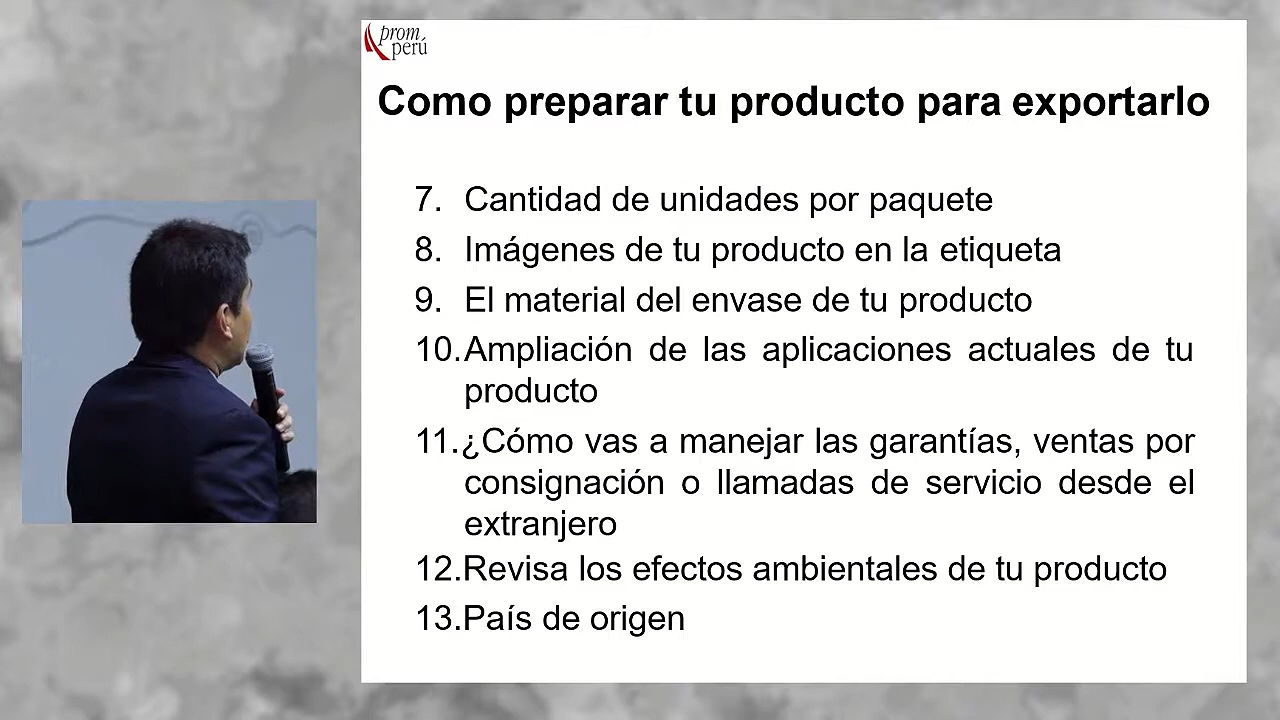 prom
perú
Como preparar tu producto para exportarlo
7. Cantidad de unidades por paquete
8. Imágenes de tu producto en la etiqueta
9. El material del envase de tu producto
10. Ampliación de las aplicaciones actuales de tu
producto
11. ¿Cómo vas a manejar las garantías, ventas por
consignación o llamadas de servicio desde el
extranjero
12. Revisa los efectos ambientales de tu producto
13. País de origen